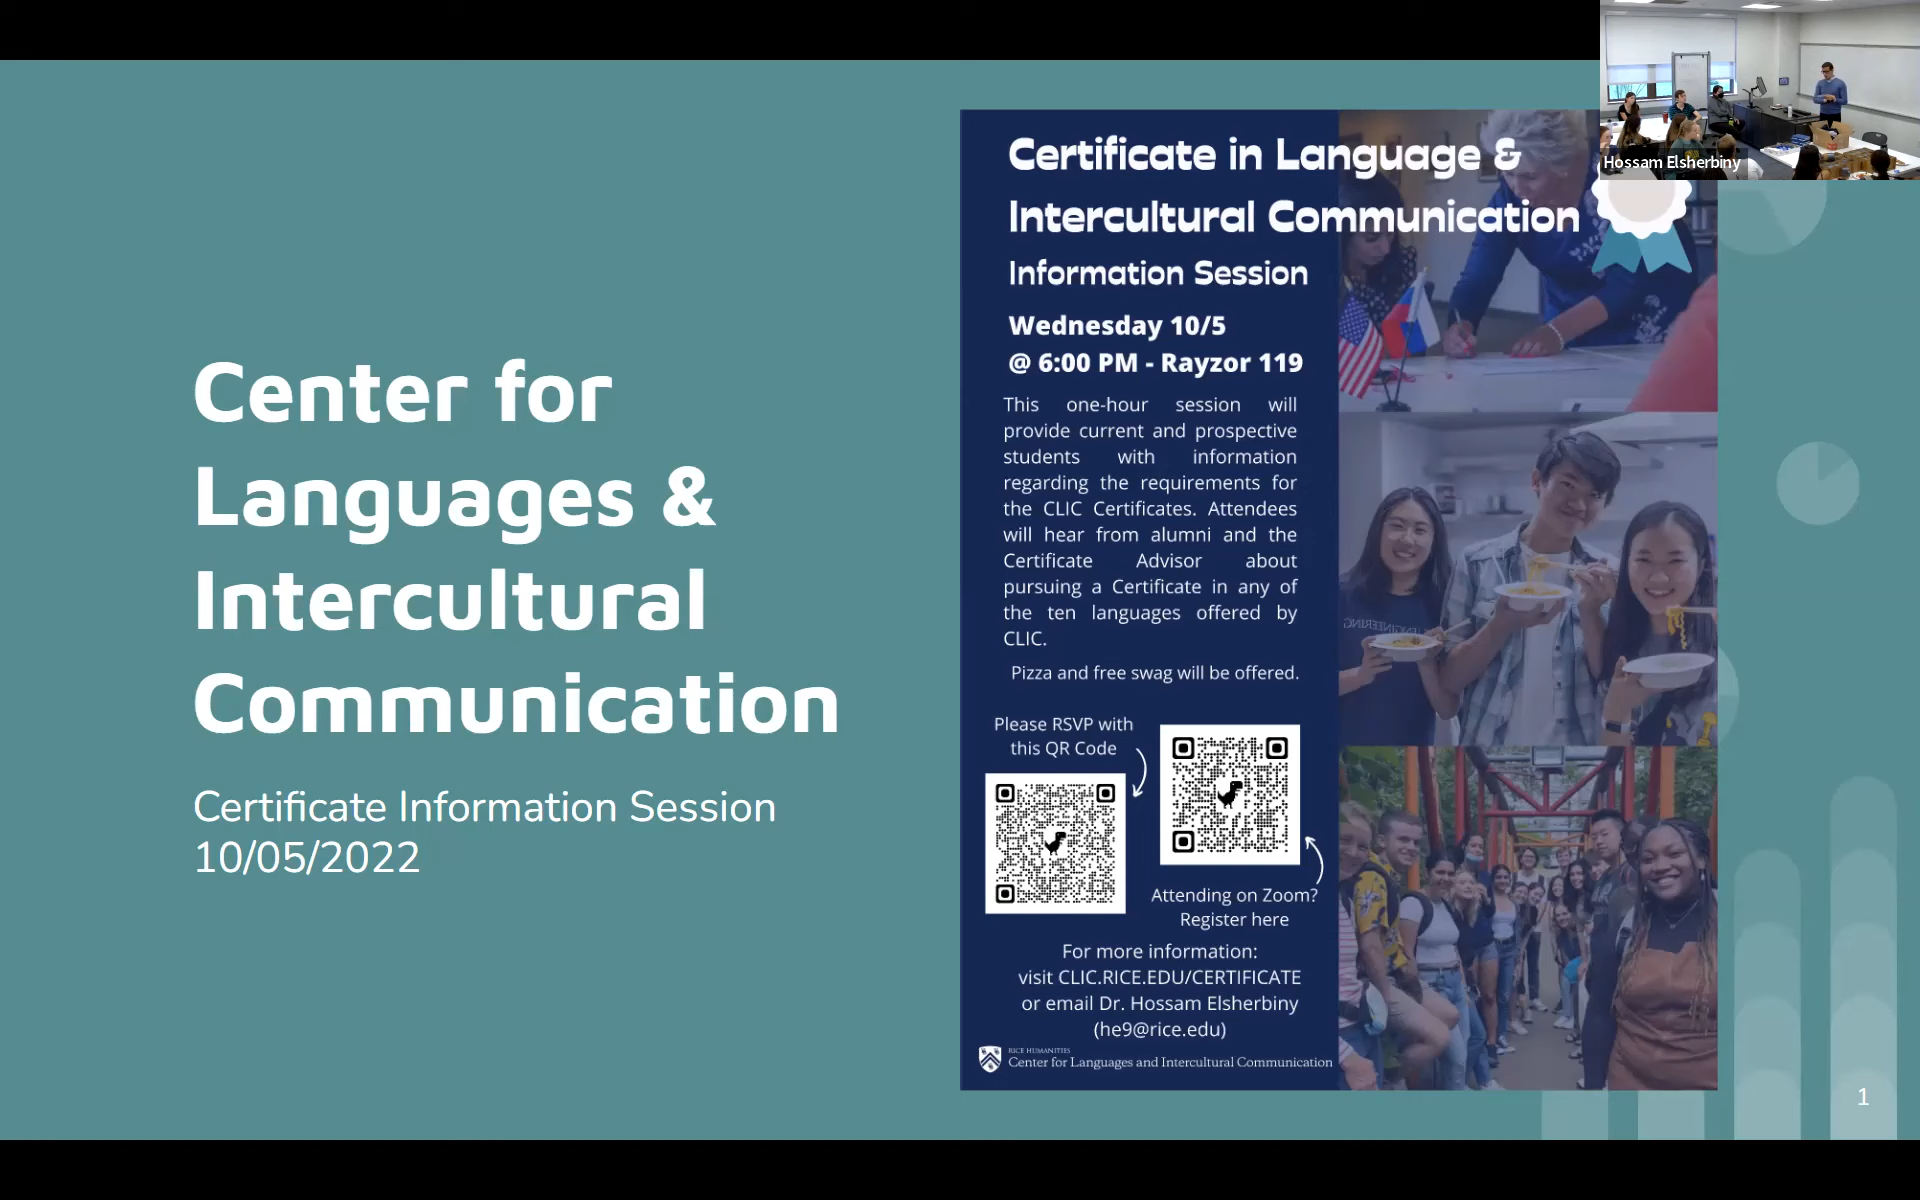 Center for
Languages &
Intercultural
Communication
Certificate Information Session
10/05/2022
Certificate in Language &
Intercultural Communication
Information Session
Wednesday 10/5
@ 6:00 PM - Rayzor 119
This one-hour session will
provide current and prospective
students with information
regarding the requirements for
the CLIC Certificates. Attendees
will hear from alumni and the
Certificate Advisor about
pursuing a Certificate in any of
the ten languages offered by
CLIC.
Pizza and free swag will be offered.
Please RSVP with
this QR Code
Attending on Zoom?
Register here
For more information:
visit CLIC.RICE.EDU/CERTIFICATE
or email Dr. Hossam Elsherbiny
(he9@rice.edu)
RICE HUMANITIES
Center for Languages and Intercultural Communication
Hossam Elsherbiny
1